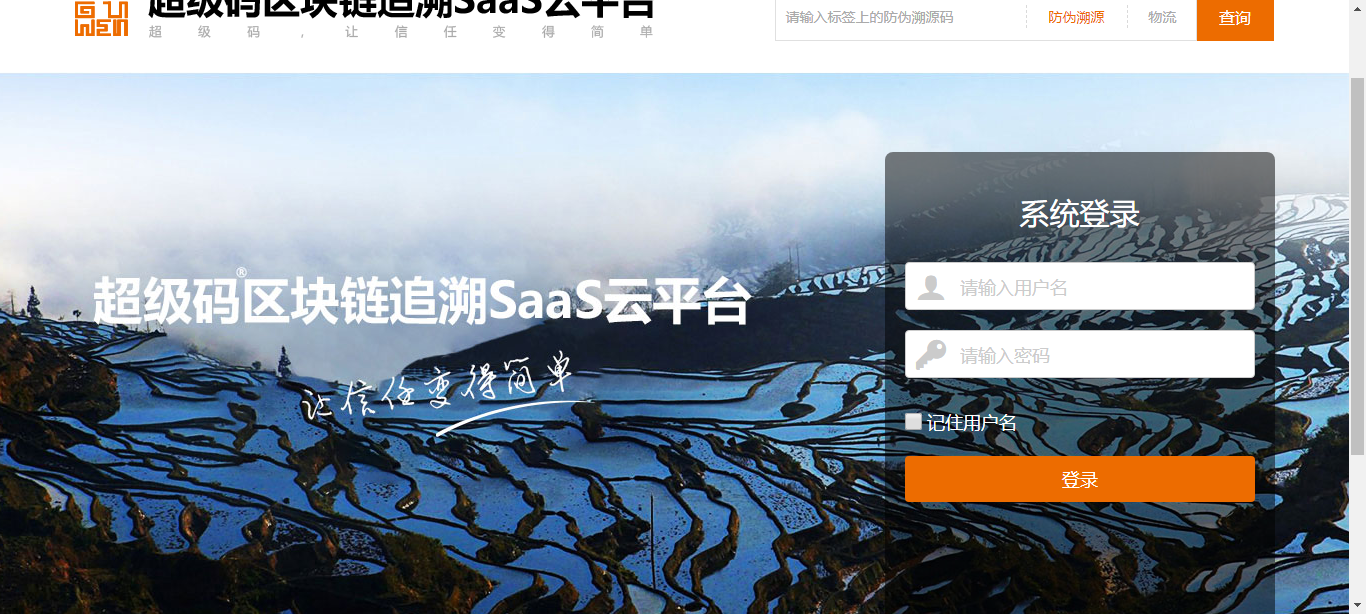 超级码区块链追溯SaaS云平台
超级码，让信任变得简单
请输入标签上的防伪溯源码
防伪溯源
物流
查询
超级码®区块链追溯SaaS云平台
让信任变得简单
系统登录
请输入用户名
请输入密码
记住用户名
登录